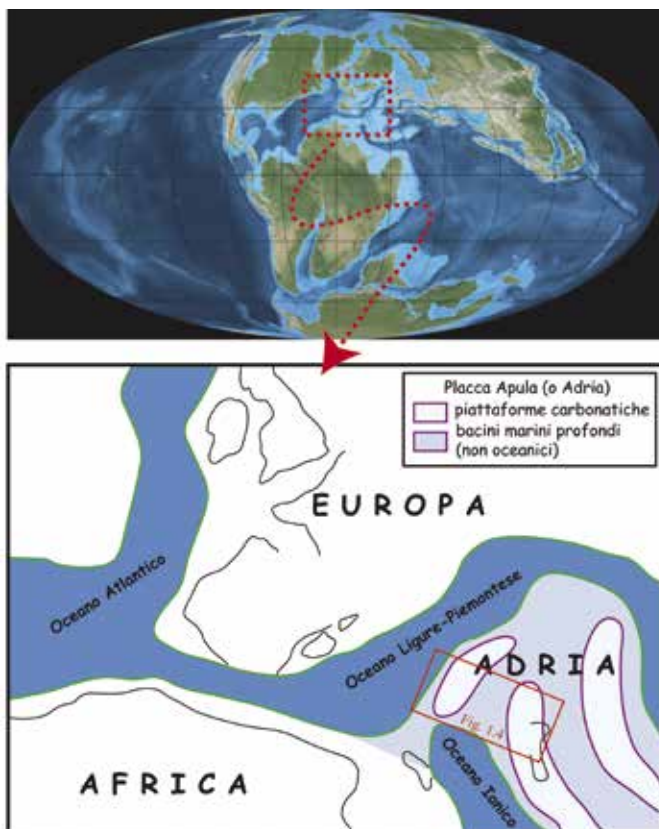 Placca Apula (o Adria)
piattaforme carbonatiche
bacini marini profondi
(non oceanici)
EUROPA
Oceano Atlantico
Oceano Ligure-Piemontese
ADRIA
Fig. 1.4
Oceano Ionico
AFRICA